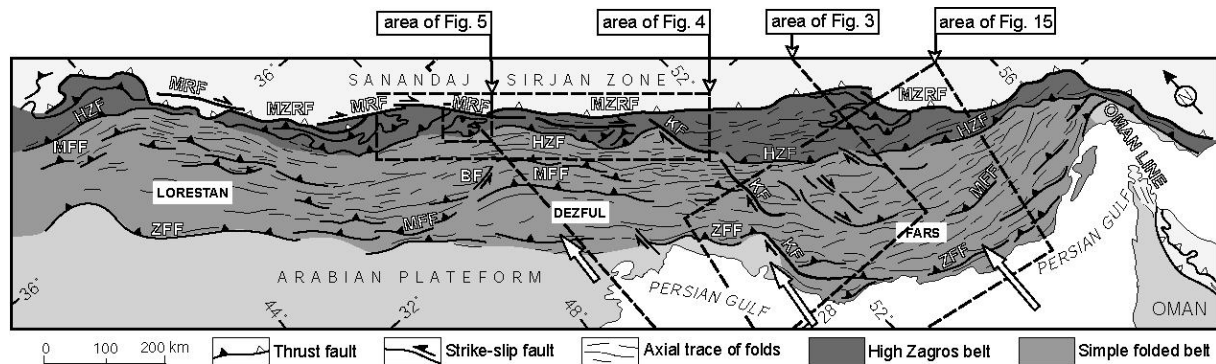 area of Fig. 5
area of Fig. 4
area of Fig. 3
area of Fig. 15
36°
52°
56
SANANDAJ SIRJAN ZONE
N
MRF
MZRF
MRF
MRF
MZRF
MZRF
HZF
HZF
KF
HZF
HZF
MFF
BF
MFF
KF
MFF
OMAN LINE
LORESTAN
DEZFUL
FARS
MFF
ZFF
ZFF
KF
ZFF
PERSIAN GULF
ARABIAN PLATEFORM
PERSIAN GULF
OMAN
36°
44°
32°
48°
28°
52°
0 100 200 km
Thrust fault
Strike-slip fault
Axial trace of folds
High Zagros belt
Simple folded belt